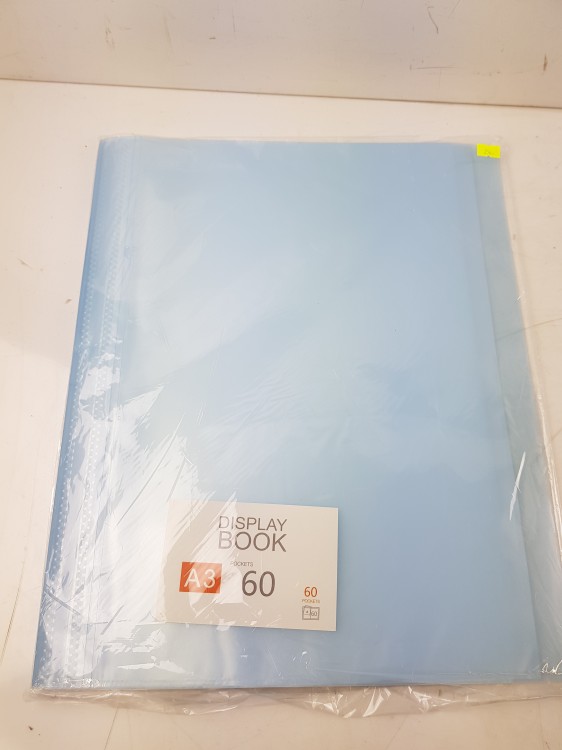 DISPLAY
BOOK
POCKETS
A3 60
60
POCKETS